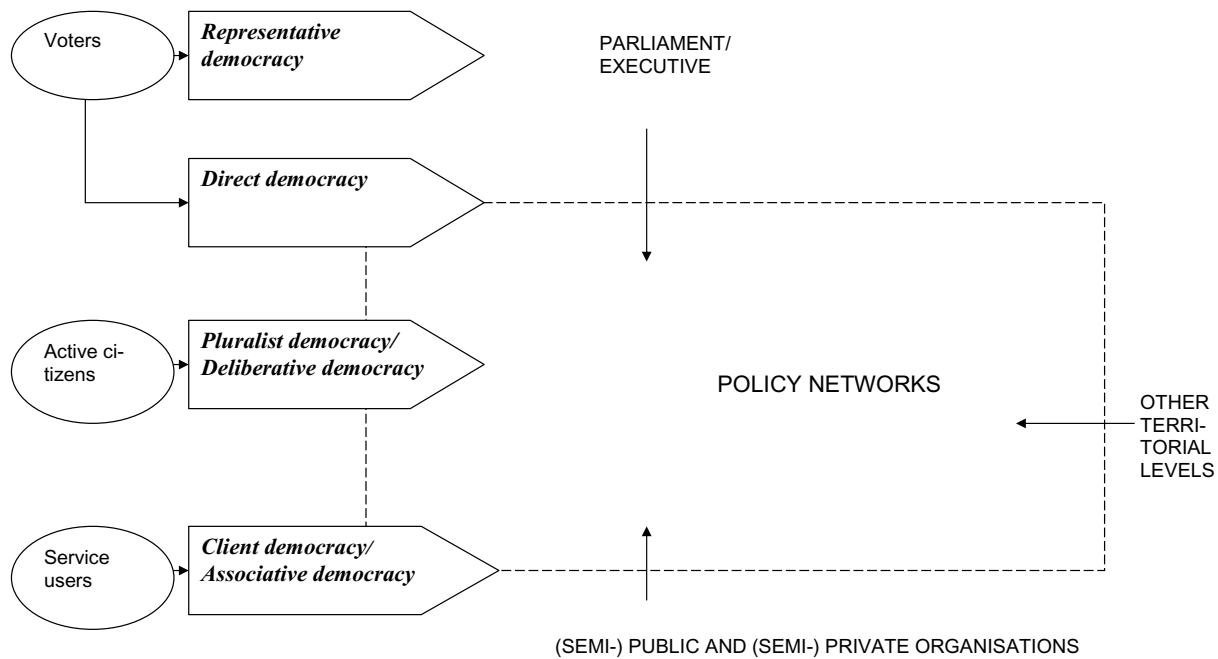 Voters
Representative
democracy
PARLIAMENT/
EXECUTIVE
Direct democracy
Active ci-
tizens
Pluralist democracy/
Deliberative democracy
POLICY NETWORKS
OTHER
TERRI-
TORIAL
LEVELS
Service
users
Client democracy/
Associative democracy
(SEMI-) PUBLIC AND (SEMI-) PRIVATE ORGANISATIONS